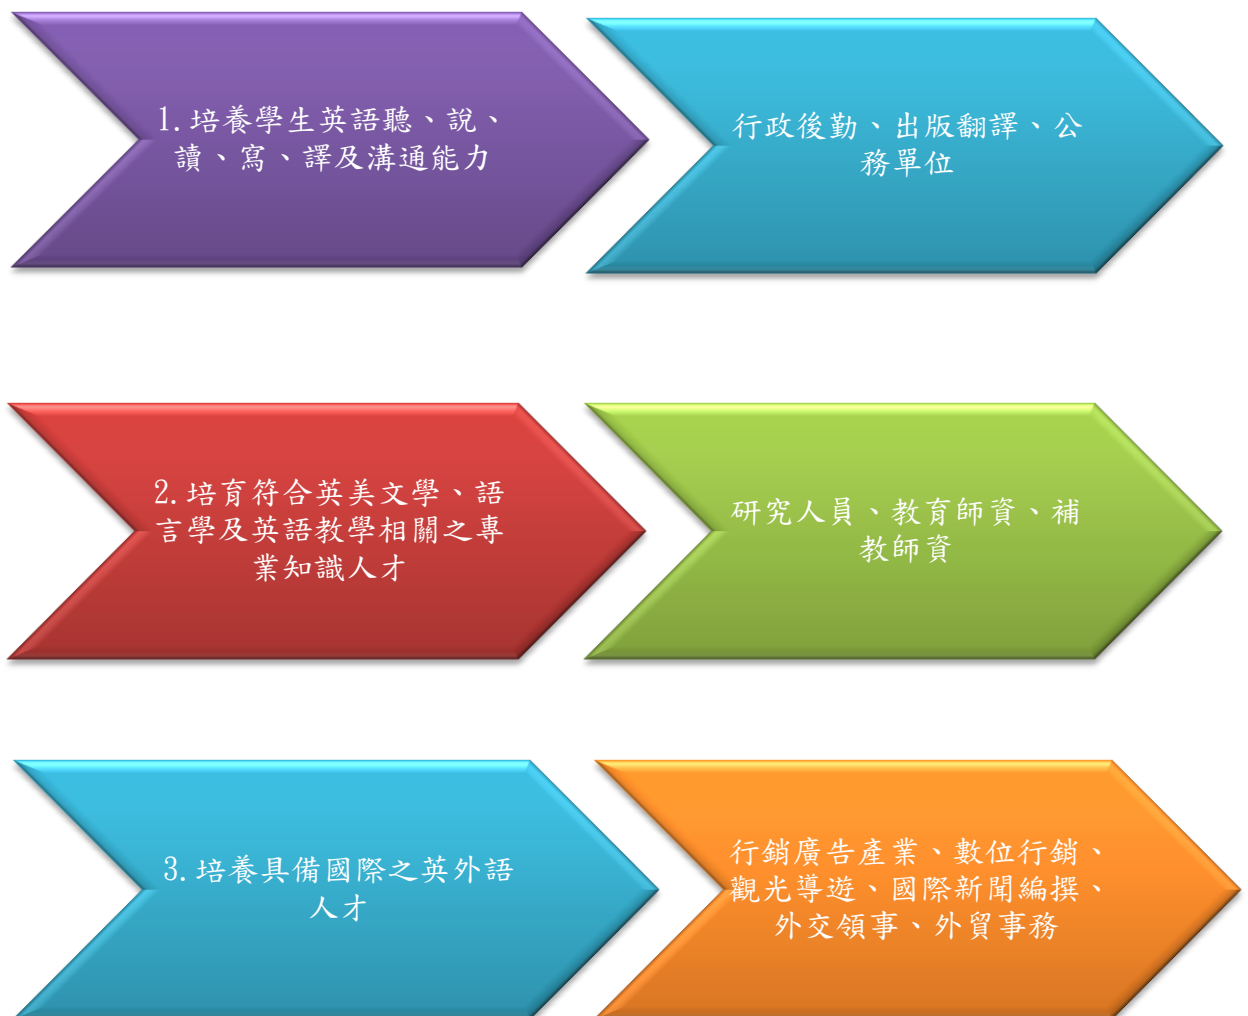 1.培養學生英語聽、說、
讀、寫、譯及溝通能力
行政後勤、出版翻譯、公
務單位
2.培育符合英美文學、語
言學及英語教學相關之專
業知識人才
研究人員、教育師資、補
教師資
3.培養具備國際之英外語
人才
行銷廣告產業、數位行銷、
觀光導遊、國際新聞編撰、
外交領事、外貿事務